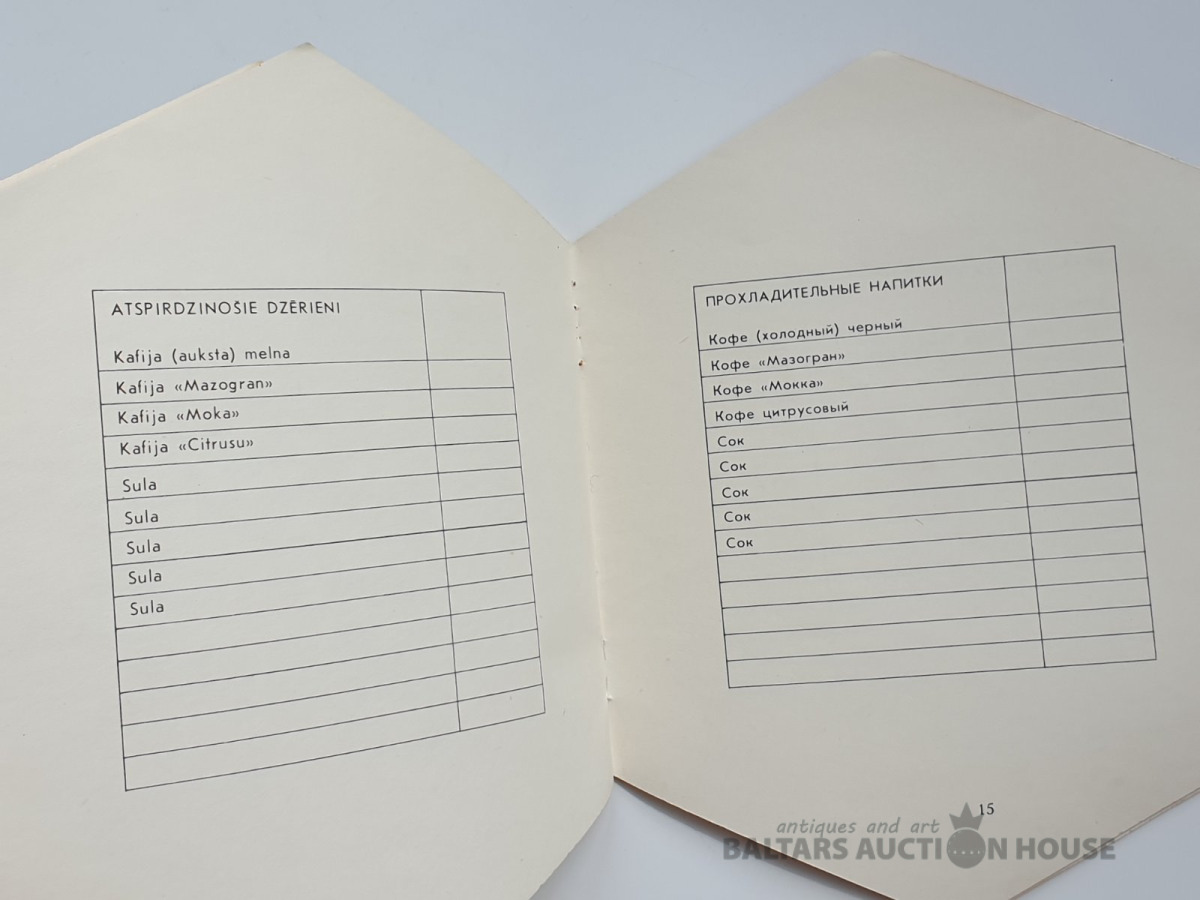 ATSPIRDZINOŠIE DZĒRIENI
Kafija (auksta) melna
Kafija «Mazogran»
Kafija «Moka»
Kafija «Citrusu»
Sula
Sula
Sula
Sula
Sula
ПРОХЛАДИТЕЛЬНЫЕ НАПИТКИ
Кофе (холодный) черный
Кофе «Мазогран»
Кофе «Мокка»
Кофе цитрусовый
Сок
Сок
Сок
Сок
Сок
15
antiques and art
BALTARS AUCTION HOUSE